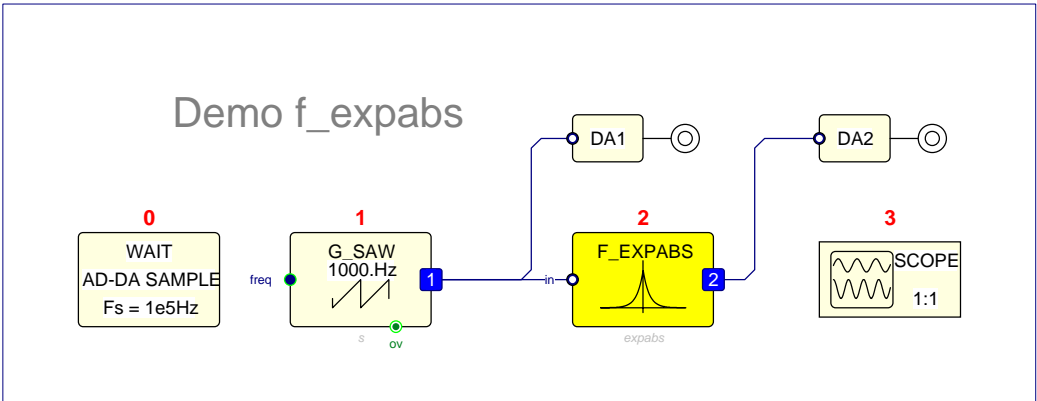 Demo f_expabs
DA1
DA2
0
1
2
3
WAIT
AD-DA SAMPLE
Fs = 1e5Hz
freq
G_SAW
1000.Hz
1
s
ov
in
F_EXPABS
2
expabs
SCOPE
1:1